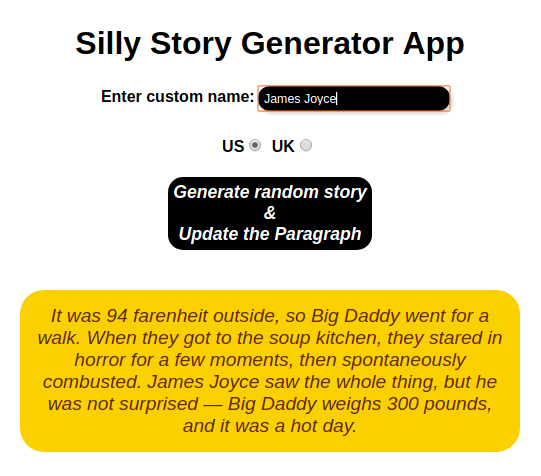 Silly Story Generator App
Enter custom name: James Joyce
US UK
Generate random story
&
Update the Paragraph
It was 94 farenheit outside, so Big Daddy went for a
walk. When they got to the soup kitchen, they stared in
horror for a few moments, then spontaneously
combusted. James Joyce saw the whole thing, but he
was not surprised — Big Daddy weighs 300 pounds,
and it was a hot day.